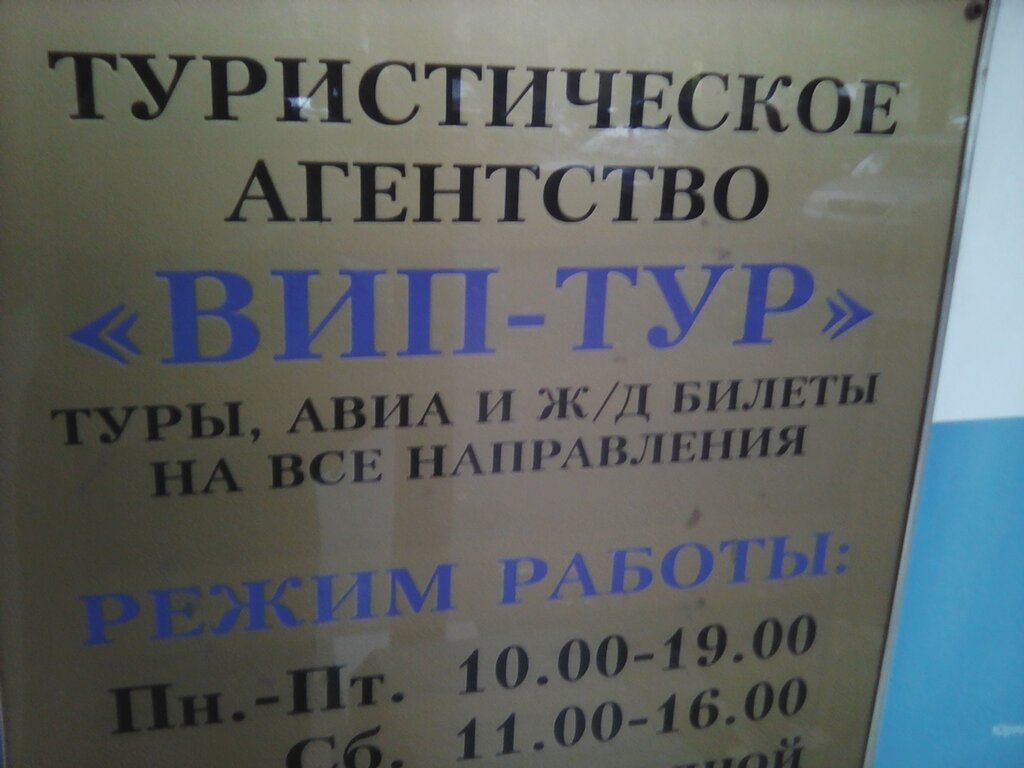 ТУРИСТИЧЕСКОЕ
АГЕНТСТВО
«ВИП-ТУР»
ТУРЫ, АВИА И Ж/Д БИЛЕТЫ
НА ВСЕ НАПРАВЛЕНИЯ
РЕЖИМ РАБОТЫ:
Пн.-Пт. 10.00-19.00
Сб. 11.00-16.00